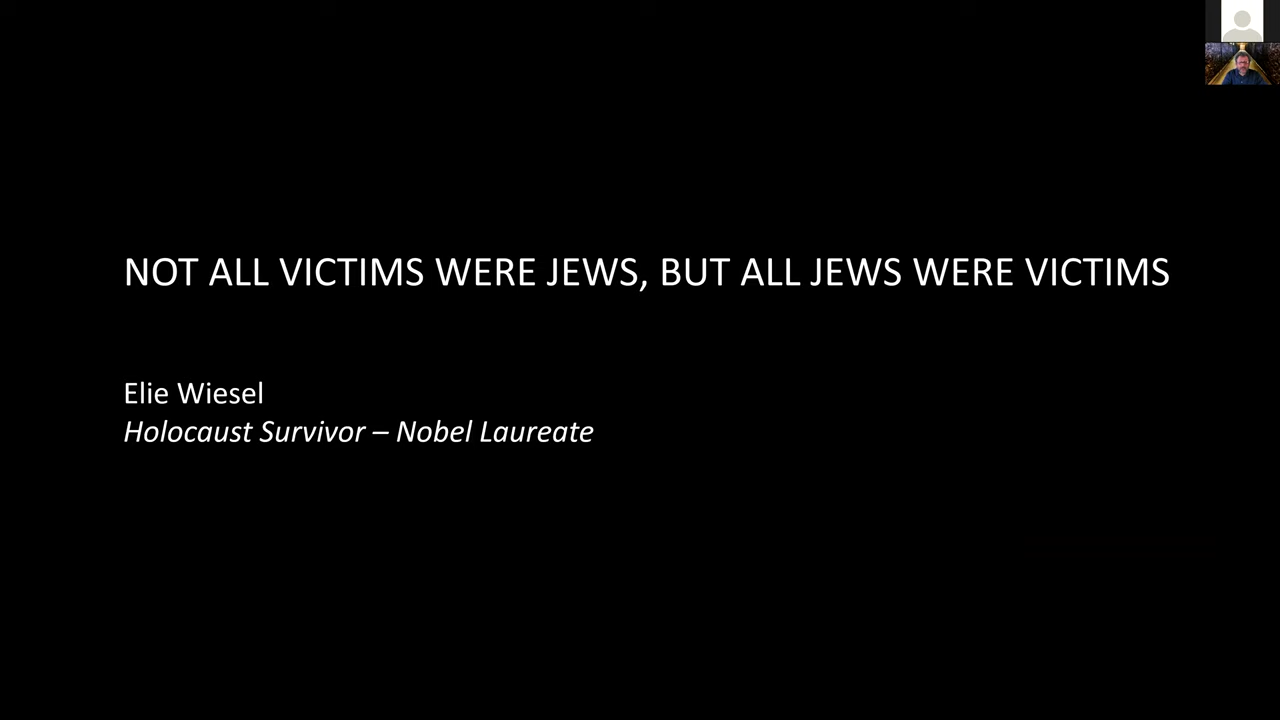 NOT ALL VICTIMS WERE JEWS, BUT ALL JEWS WERE VICTIMS
Elie Wiesel
Holocaust Survivor – Nobel Laureate